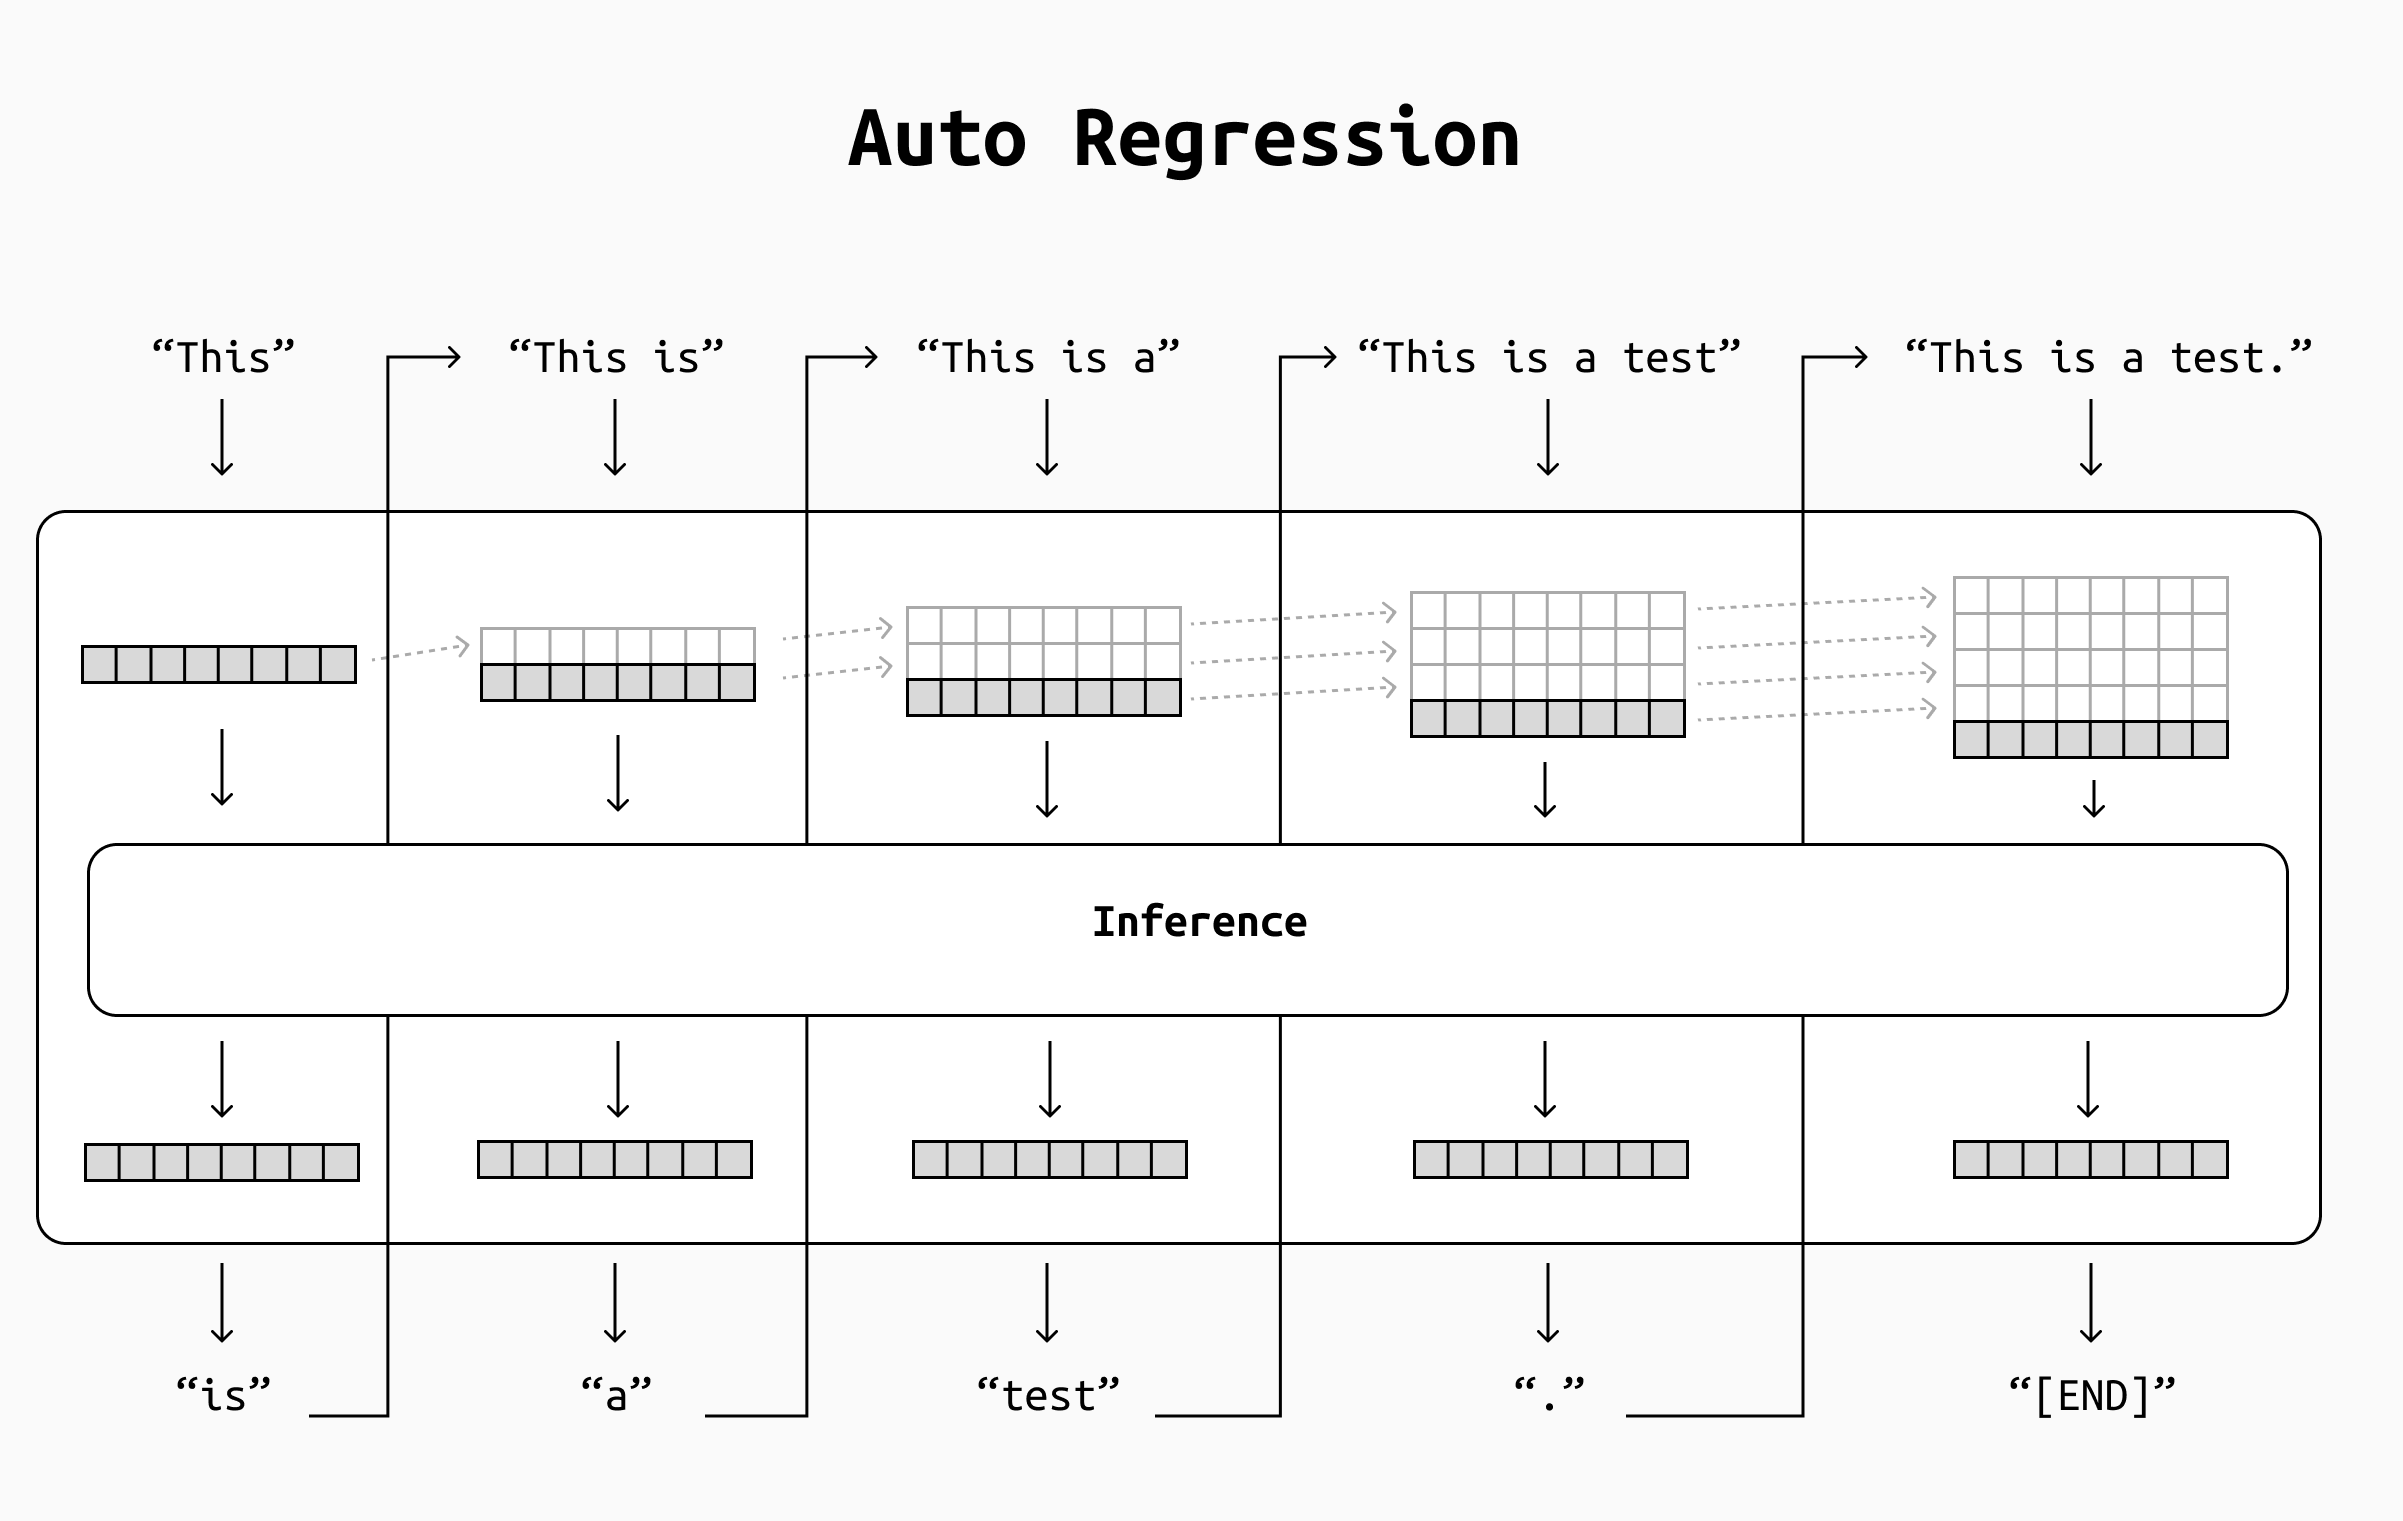 Auto Regression
“This”
“This is”
“This is a”
“This is a test”
“This is a test.”
Inference
“is”
“a”
“test”
“.”
“[END]”